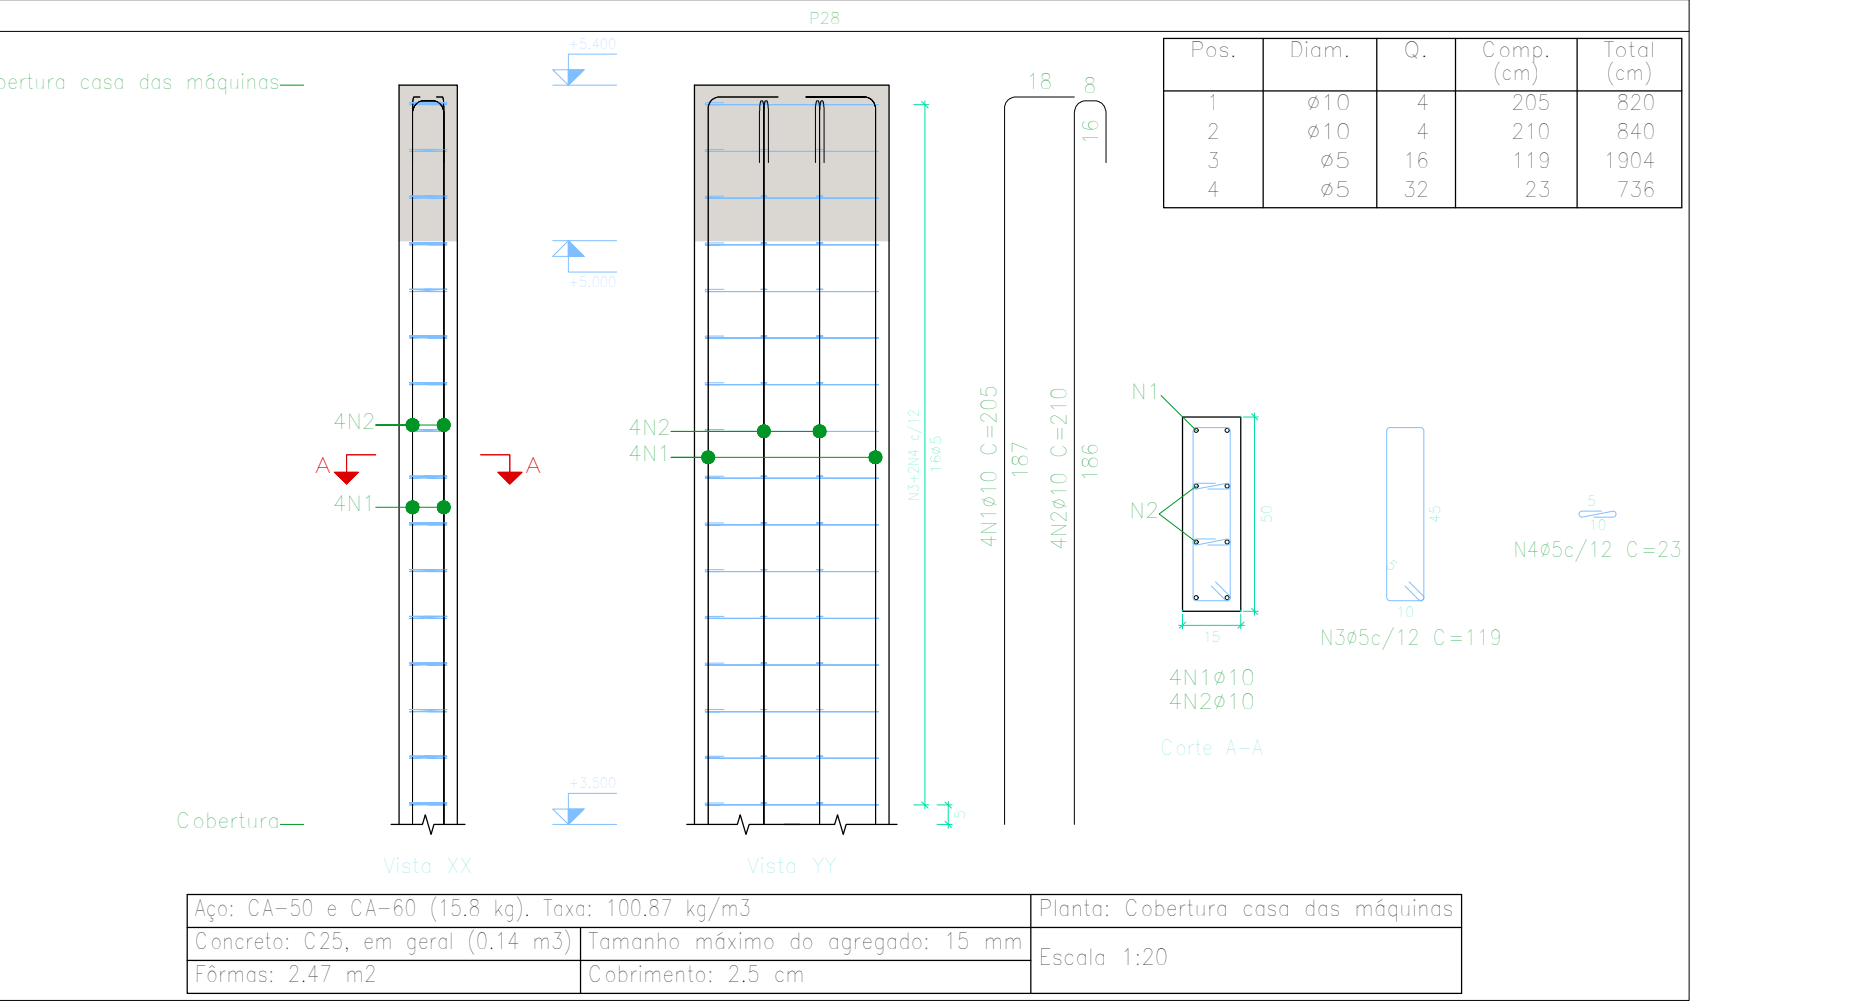 P28
bertura casa das máquinas
+5.400
+5.000
+3.500
Cobertura
4N2
4N1
A
A
Vista XX
4N2
4N1
Vista YY
N3+2N4 c/12
16ø5
5
18
8
16
4N1ø10 C=205
187
4N2ø10 C=210
186
Pos. Diam. Q. Comp. (cm) Total (cm)
1 ø10 4 205 820
2 ø10 4 210 840
3 ø5 16 119 1904
4 ø5 32 23 736
N1
N2
50
15
4N1ø10
4N2ø10
Corte A-A
45
5
10
N3ø5c/12 C=119
5
10
N4ø5c/12 C=23
Aço: CA-50 e CA-60 (15.8 kg). Taxa: 100.87 kg/m3
Planta: Cobertura casa das máquinas
Concreto: C25, em geral (0.14 m3)
Tamanho máximo do agregado: 15 mm
Escala 1:20
Fôrmas: 2.47 m2
Cobrimento: 2.5 cm